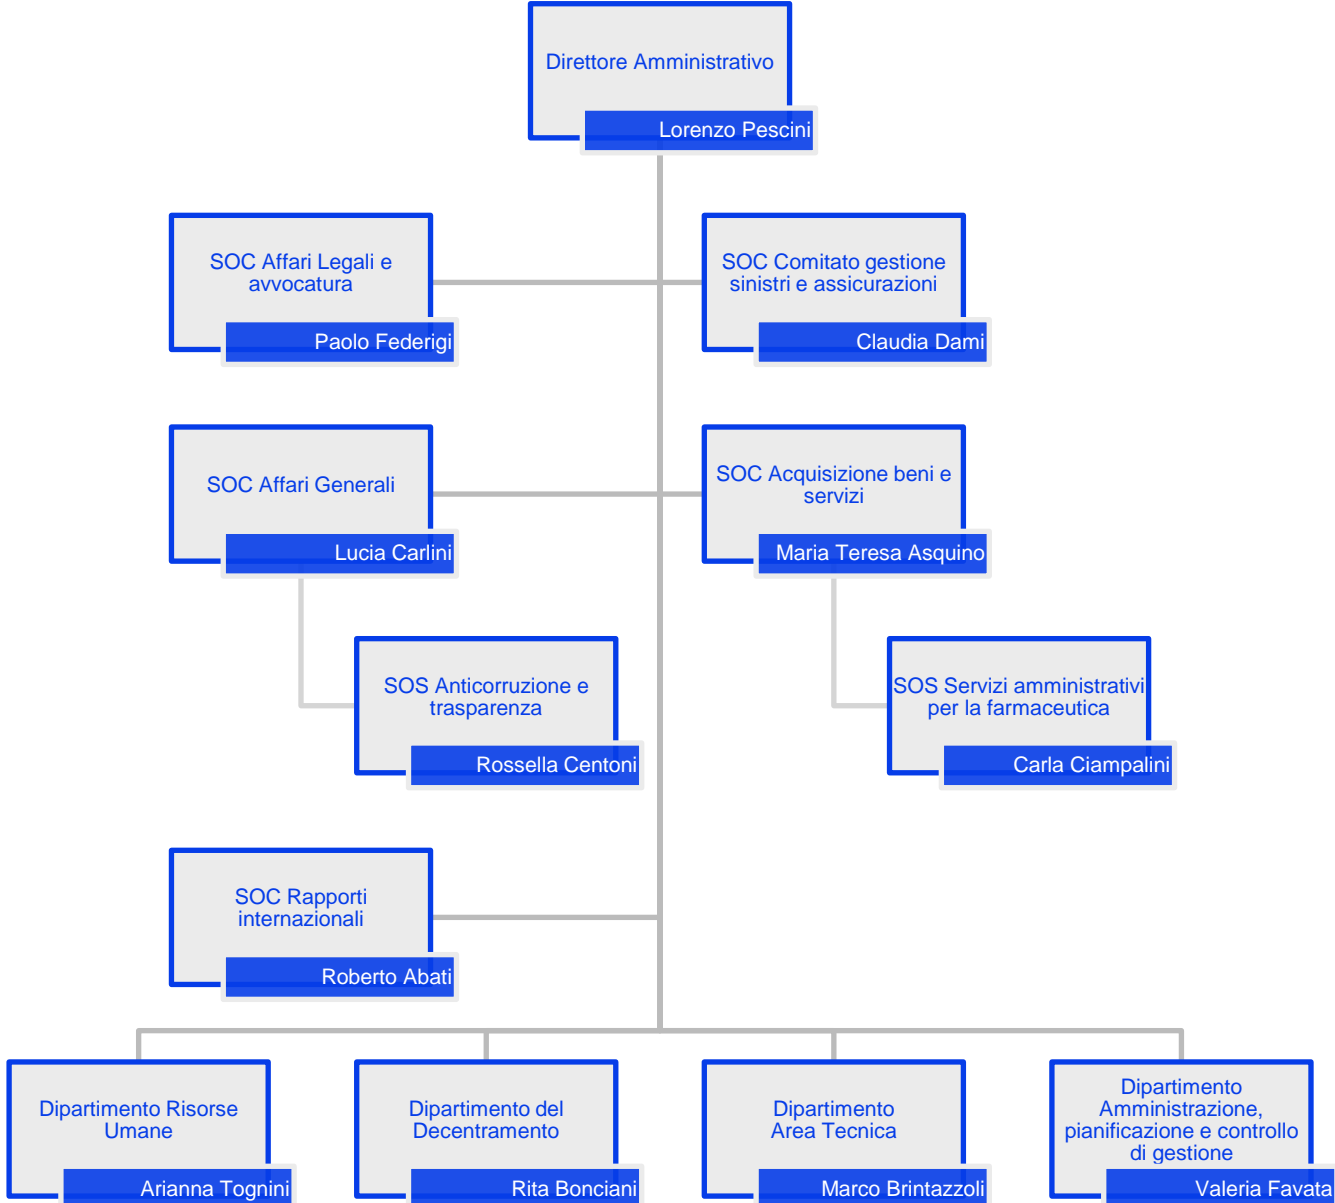 Direttore Amministrativo
Lorenzo Pescini
SOC Affari Legali e
avvocatura
Paolo Federigi
SOC Comitato gestione
sinistri e assicurazioni
Claudia Dami
SOC Affari Generali
Lucia Carlini
SOC Acquisizione beni e
servizi
Maria Teresa Asquino
SOS Anticorruzione e
trasparenza
Rossella Centoni
SOS Servizi amministrativi
per la farmaceutica
Carla Ciampalini
SOC Rapporti
internazionali
Roberto Abati
Dipartimento Risorse
Umane
Arianna Tognini
Dipartimento del
Decentramento
Rita Bonciani
Dipartimento
Area Tecnica
Marco Brintazzoli
Dipartimento
Amministrazione,
pianificazione e controllo
di gestione
Valeria Favata